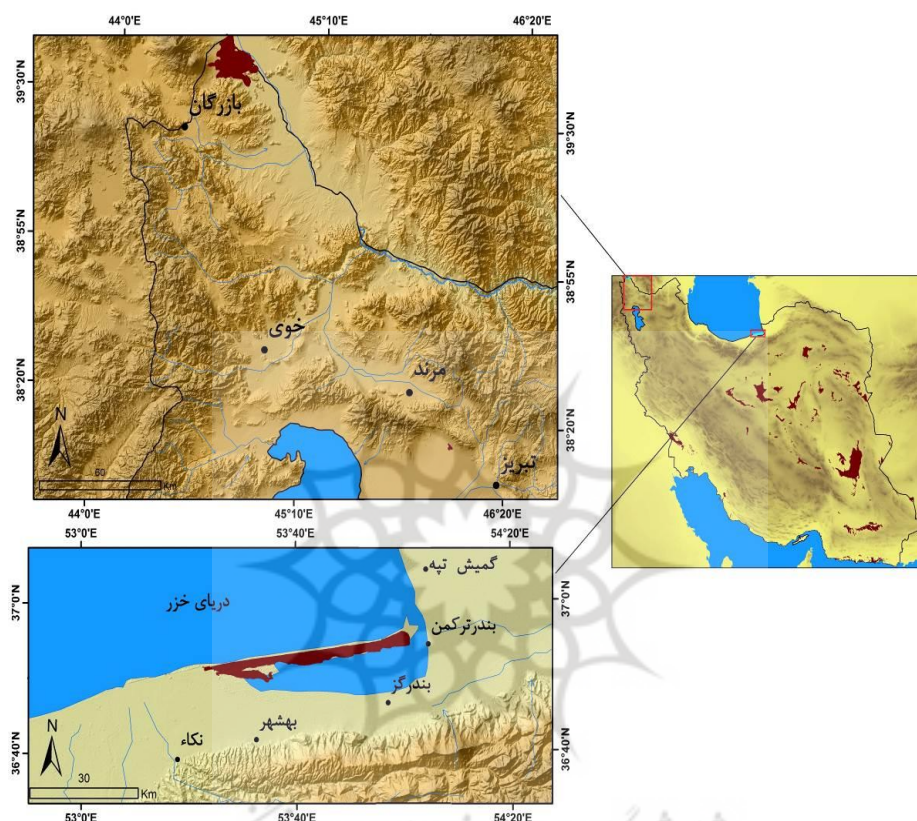 44°0'E 45°10'E 46°20'E
39°30'N
بازرگان
39°30'N
38°55'N
38°55'N
خوی
مرند
38°20'N
38°20'N
N
تبریز
60
Km
44°0'E 45°10'E 46°20'E
53°0'E 53°40'E 54°20'E
گمیش تپه
37°0'N
دریای خزر
37°0'N
بندرترکمن
بندرگز
بهشهر
نکاء
N
36°40'N
36°40'N
30
Km
53°0'E 53°40'E 54°20'E